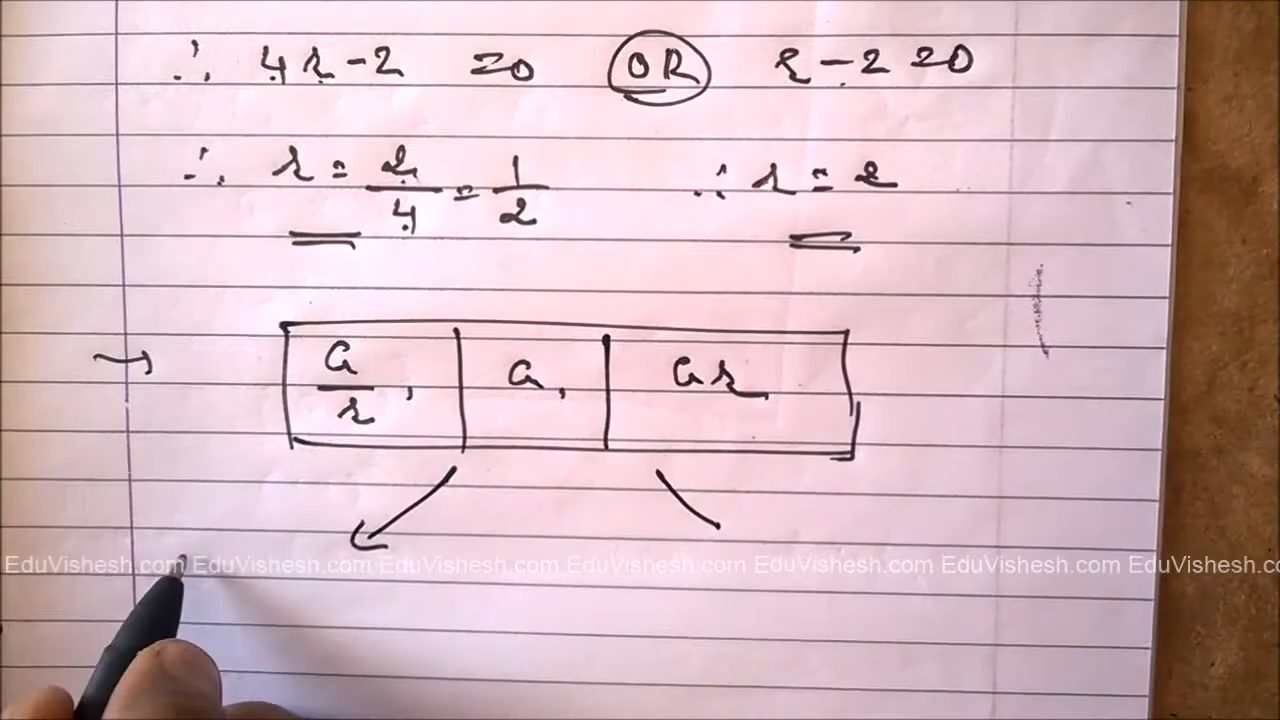 ∴ 4r-2 =0 OR r-2=0
∴ r = 2/4 = 1/2 ∴ r = 2
→ a/r, a, ar
EduVishesh.com EduVishesh.com EduVishesh.com EduVishesh.com EduVishesh.com EduVishesh.com EduVishesh.com